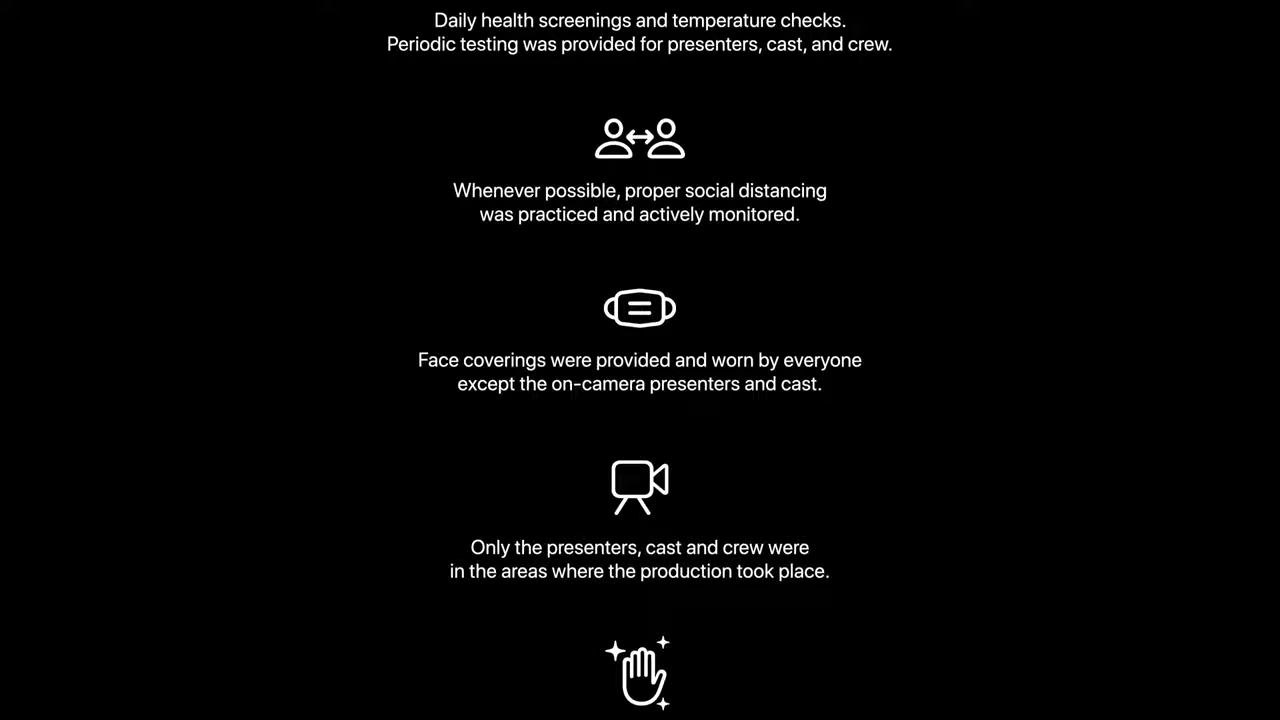 Daily health screenings and temperature checks.
Periodic testing was provided for presenters, cast, and crew.
Whenever possible, proper social distancing
was practiced and actively monitored.
Face coverings were provided and worn by everyone
except the on-camera presenters and cast.
Only the presenters, cast and crew were
in the areas where the production took place.